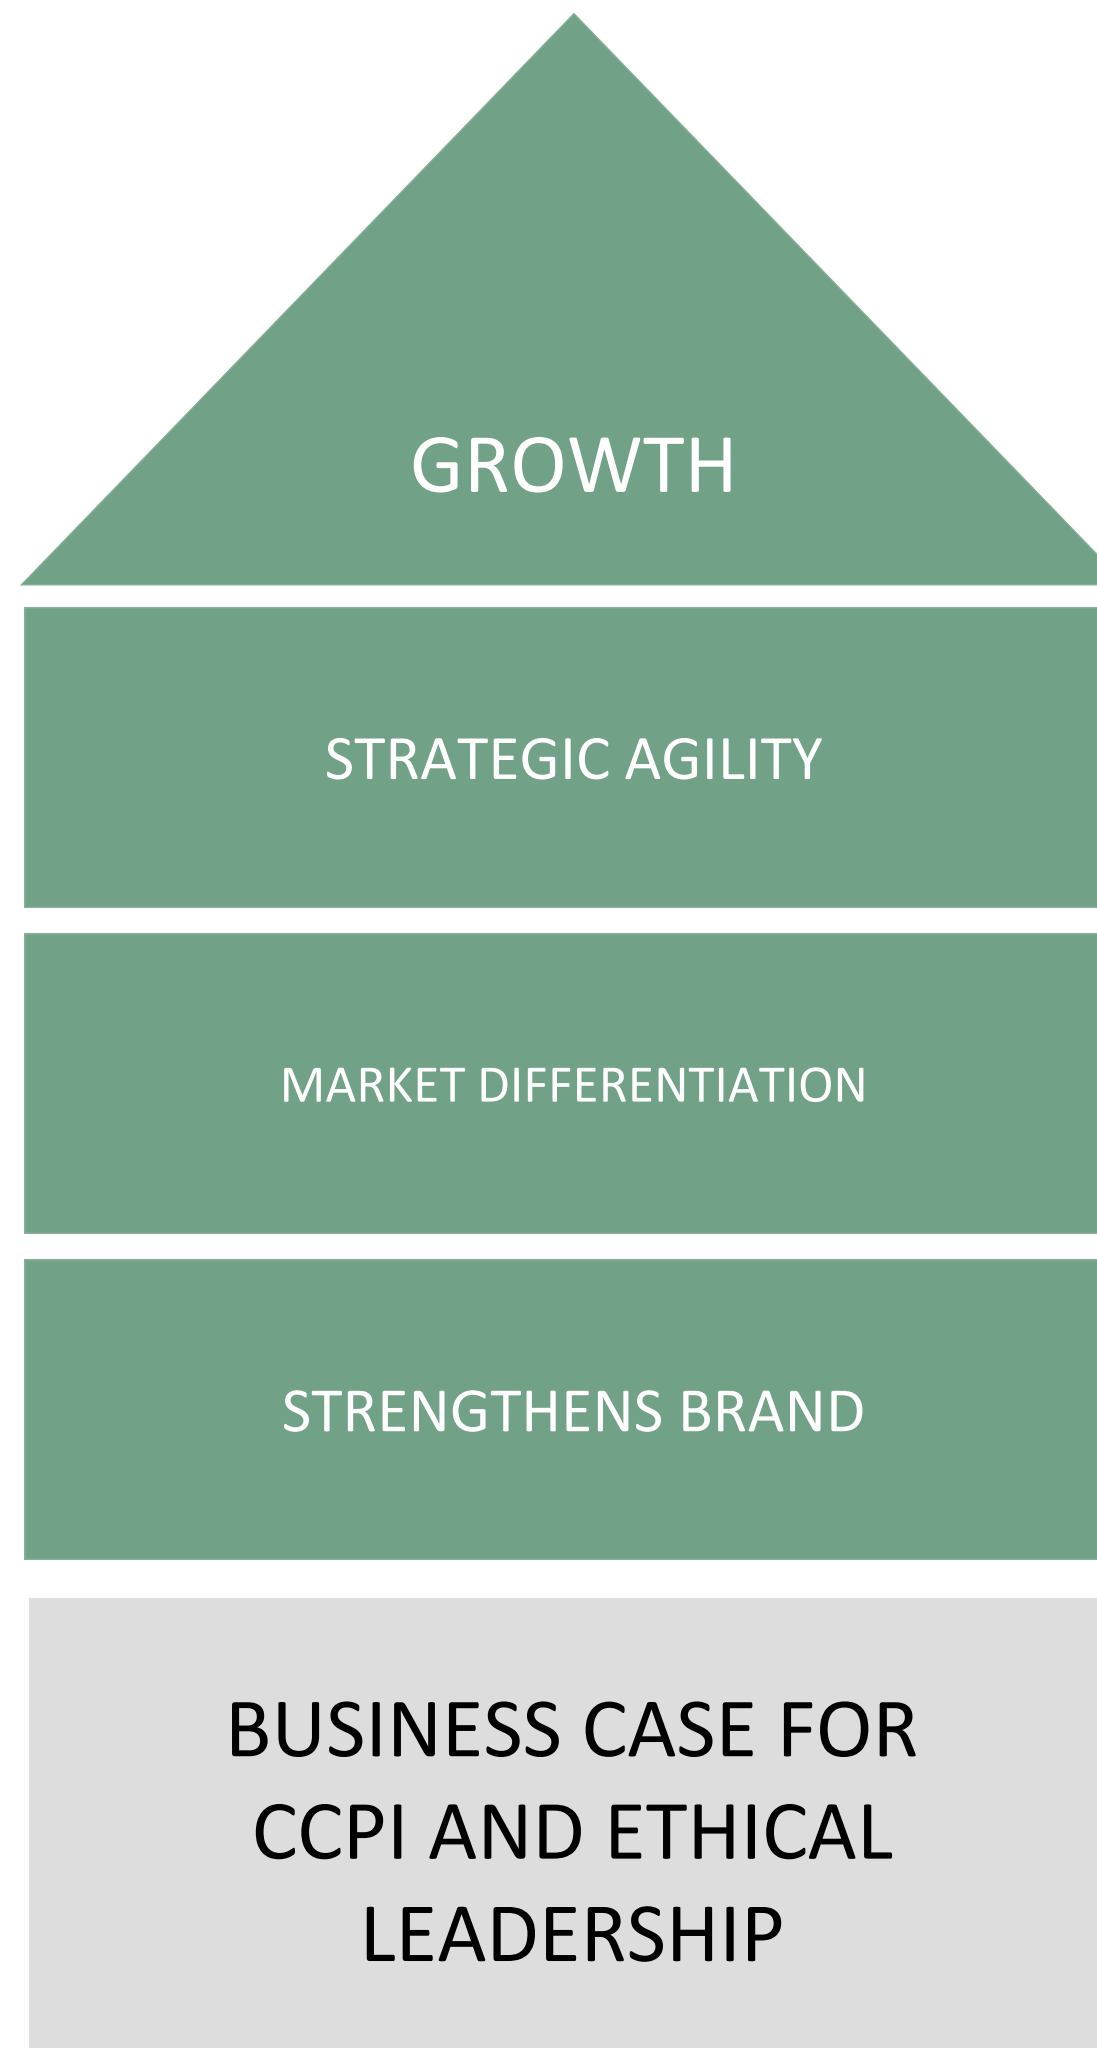 GROWTH
STRATEGIC AGILITY
MARKET DIFFERENTIATION
STRENGTHENS BRAND
BUSINESS CASE FOR
CCPI AND ETHICAL
LEADERSHIP